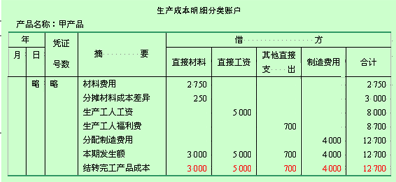 生产成本明细分类账户
产品名称：甲产品
年 凭证 摘········要 借············方
月 日 号数 直接材料 直接工资 其他直接支····出 制造费用 合计
略 略 材料费用 2 750 2 750
分摊材料成本差异 250 3 000
生产工人工资 5 000 8 000
生产工人福利费 700 8 700
分配制造费用 4 000 12 700
本期发生额 3 000 5 000 700 4 000 12 700
结转完工产品成本 3 000 5 000 700 4 000 12 700